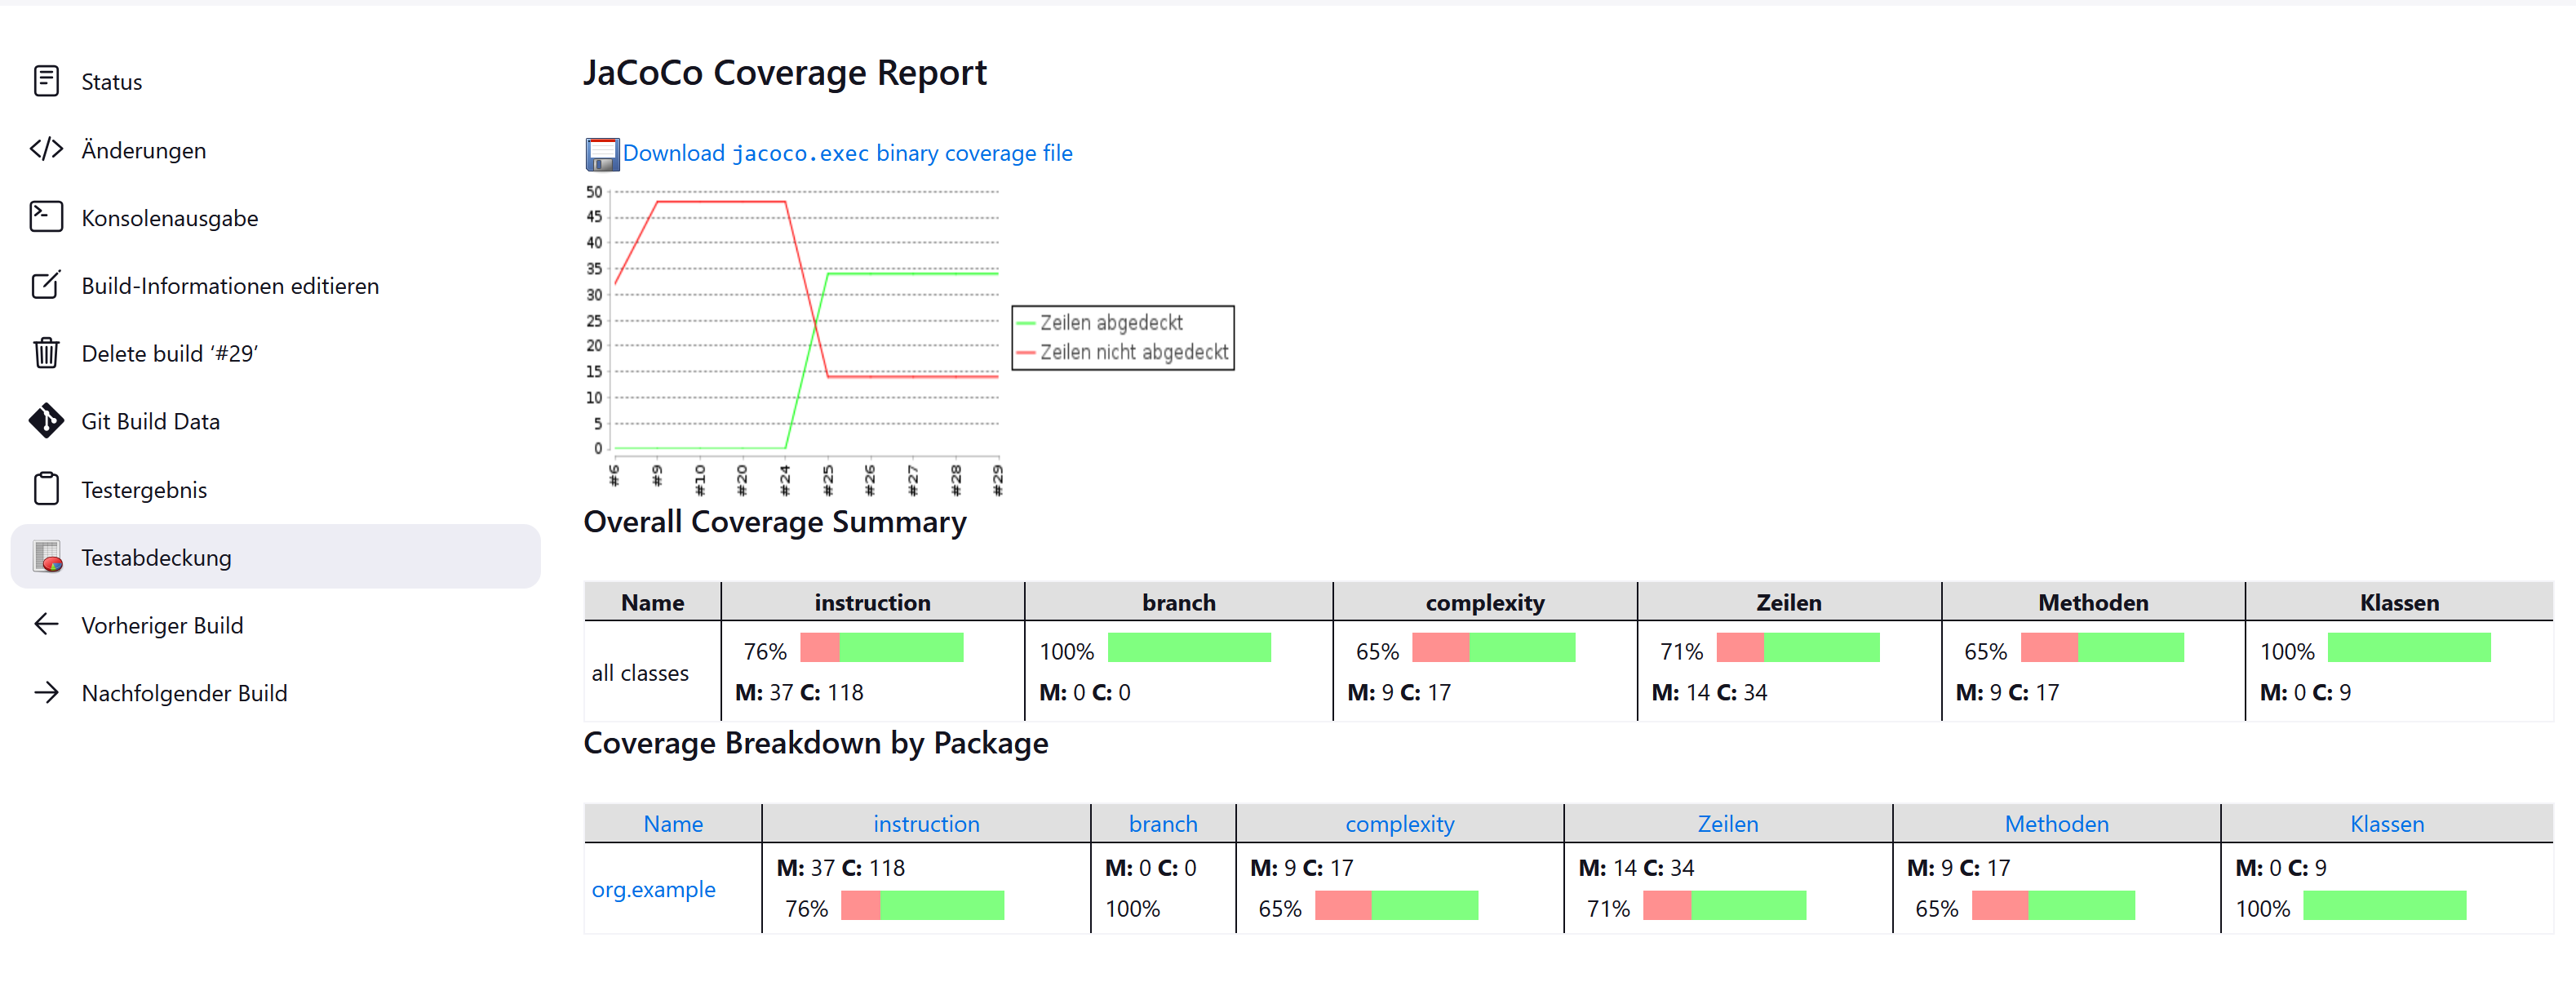 Status
Änderungen
Konsolenausgabe
Build-Informationen editieren
Delete build ‘#29’
Git Build Data
Testergebnis
Testabdeckung
Vorheriger Build
Nachfolgender Build
JaCoCo Coverage Report
Download jacoco.exec binary coverage file
50
45
40
35
30
25
20
15
10
5
0
#6 #9 #10 #20 #24 #25 #26 #27 #28 #29
Zeilen abgedeckt
Zeilen nicht abgedeckt
Overall Coverage Summary
Name instruction branch complexity Zeilen Methoden Klassen
all classes
76% 100% 65% 71% 65% 100%
M: 37 C: 118 M: 0 C: 0 M: 9 C: 17 M: 14 C: 34 M: 9 C: 17 M: 0 C: 9
Coverage Breakdown by Package
Name instruction branch complexity Zeilen Methoden Klassen
org.example
M: 37 C: 118 M: 0 C: 0 M: 9 C: 17 M: 14 C: 34 M: 9 C: 17 M: 0 C: 9
76% 100% 65% 71% 65% 100%